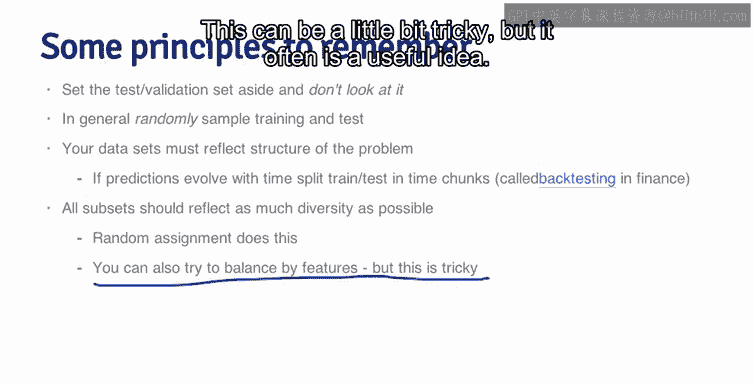 This can be a little bit tricky, but it
often is a useful idea.
Some principles to remember
• Set the test/validation set aside and don't look at it
• In general randomly sample training and test
• Your data sets must reflect structure of the problem
- If predictions evolve with time split train/test in time chunks (calledbacktesting in finance)
• All subsets should reflect as much diversity as possible
- Random assignment does this
- You can also try to balance by features - but this is tricky